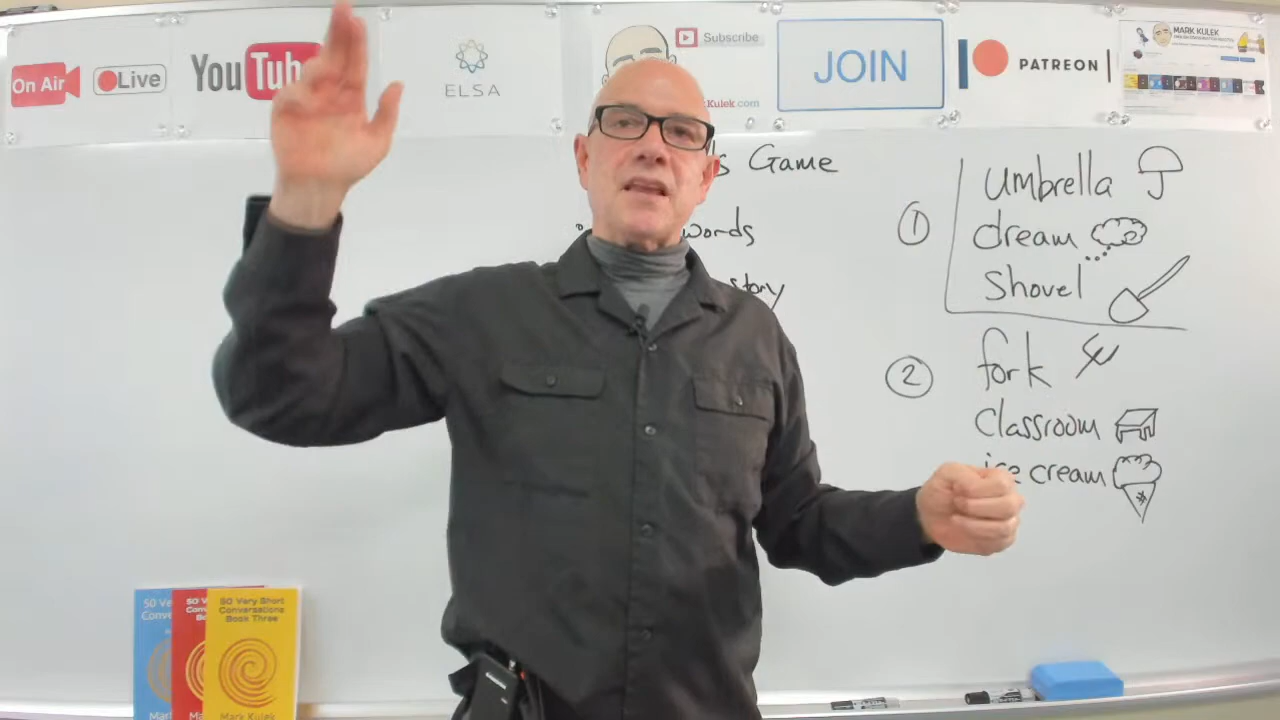 On Air
Live
YouTube
ELSA
Subscribe
Kulek.com
JOIN
PATREON
MARK KULEK
Game
words
story
① umbrella
dream
Shovel
② fork
classroom
ice cream
50 Very Short
Conversations
Book Three
Mark Kulek